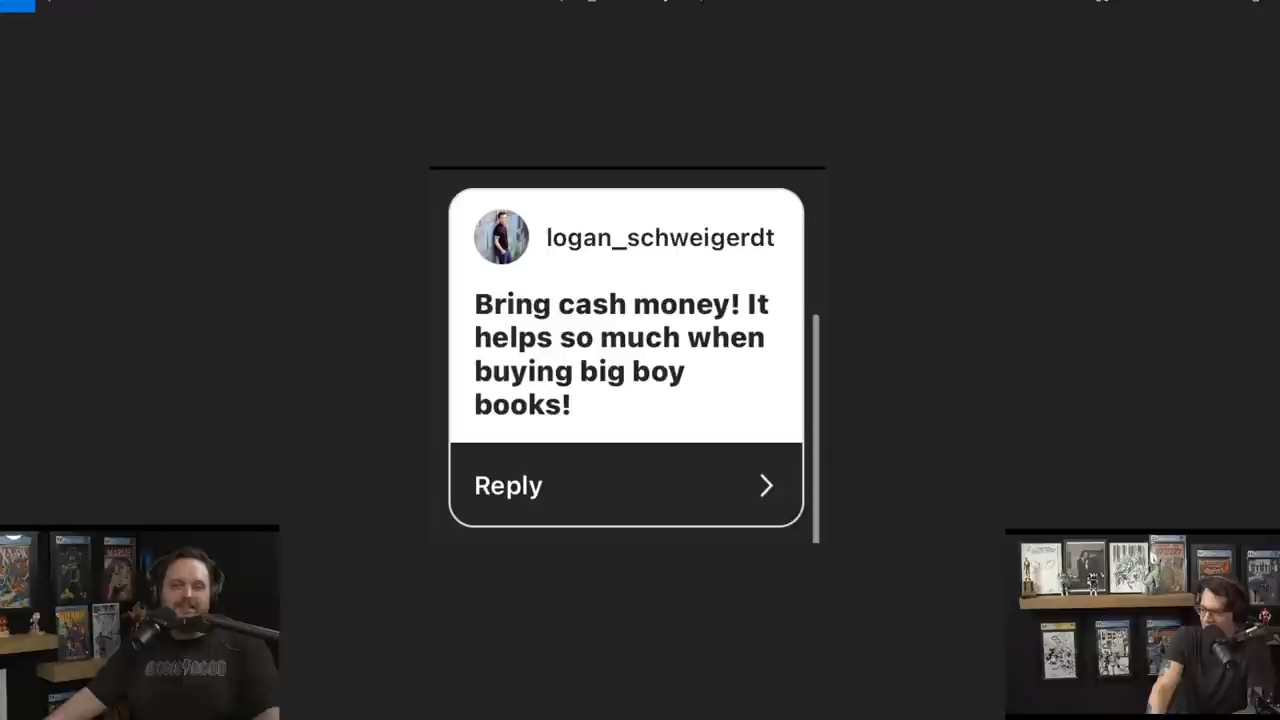 logan_schweigerdt
Bring cash money! It
helps so much when
buying big boy
books!
Reply